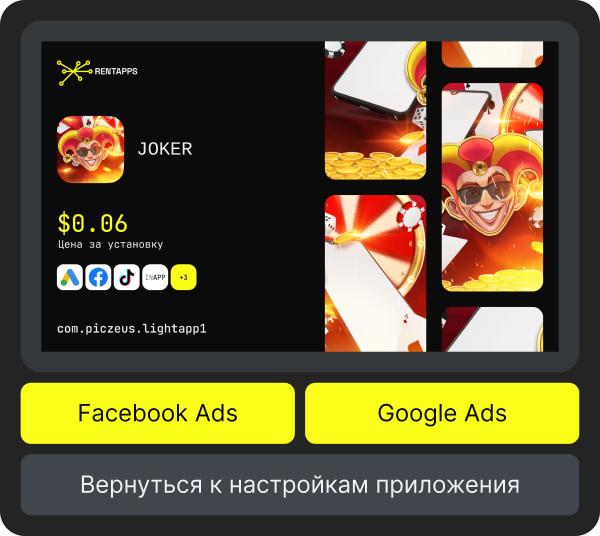 RENTAPPS
JOKER
$0.06
Цена за установку
INAPP
+3
com.piczeus.lightapp1
Facebook Ads
Google Ads
Вернуться к настройкам приложения